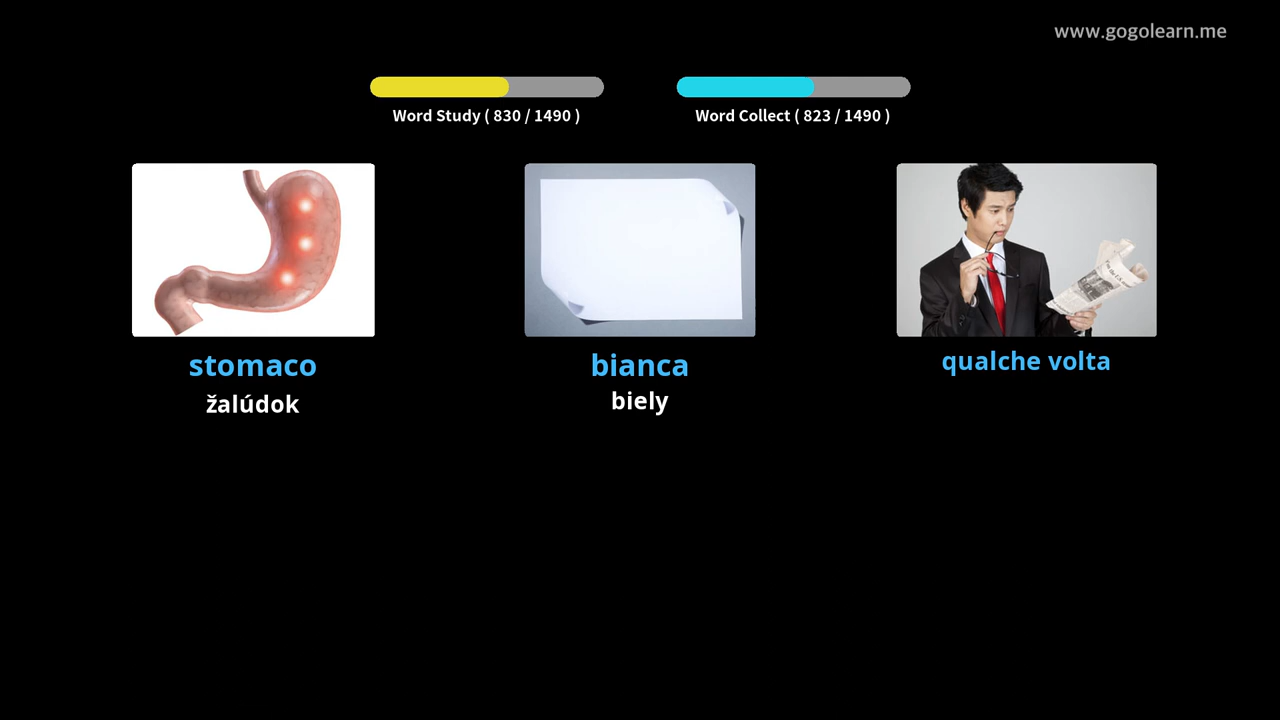 www.gogolearn.me
Word Study ( 830 / 1490 )
Word Collect ( 823 / 1490 )
stomaco
žalúdok
bianca
biely
qualche volta